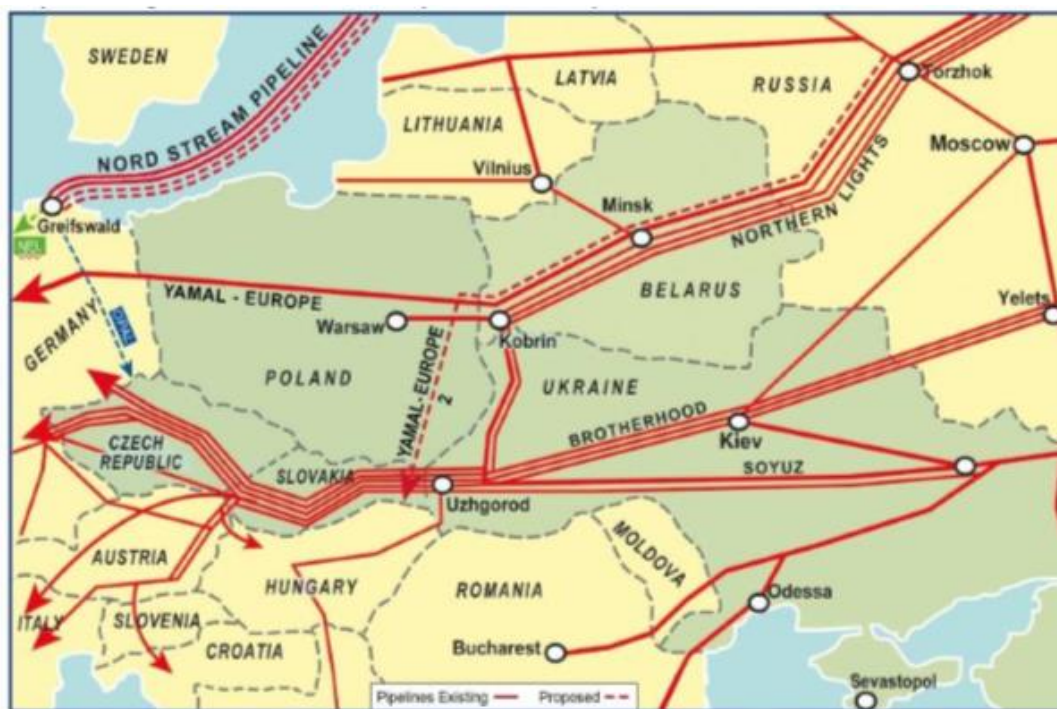 SWEDEN
NORD STREAM PIPELINE
LATVIA
RUSSIA
Torzhok
LITHUANIA
Moscow
Vilnius
Greifswald
NEL
Minsk
NORTHERN LIGHTS
YAMAL - EUROPE
BELARUS
Yelets
GERMANY
OPAL
Warsaw
Kobrin
POLAND
YAMAL-EUROPE
2
UKRAINE
BROTHERHOOD
Kiev
CZECH
REPUBLIC
SLOVAKIA
SOYUZ
Uzhgorod
AUSTRIA
HUNGARY
ROMANIA
MOLDOVA
Odessa
ITALY
SLOVENIA
CROATIA
Bucharest
Sevastopol
Pipelines Existing
Proposed